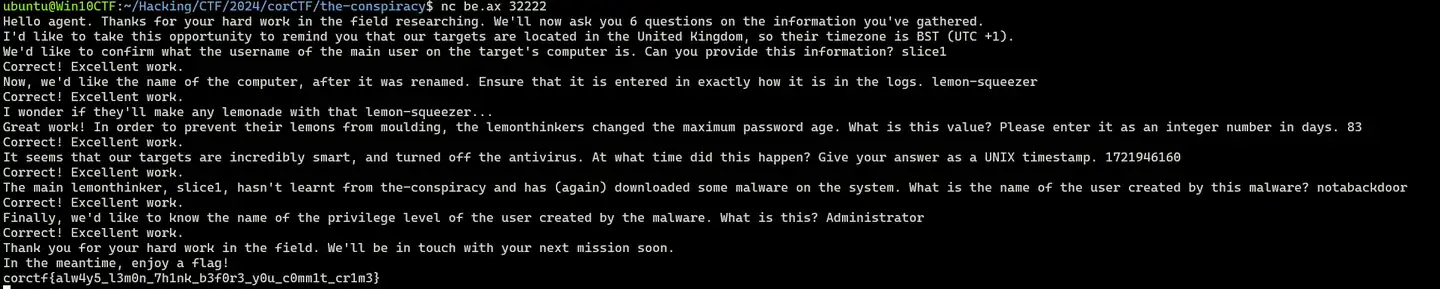 ubuntu@Win10CTF:~/Hacking/CTF/2024/corCTF/the-conspiracy$ nc be.ax 32222
Hello agent. Thanks for your hard work in the field researching. We'll now ask you 6 questions on the information you've gathered.
I'd like to take this opportunity to remind you that our targets are located in the United Kingdom, so their timezone is BST (UTC +1).
We'd like to confirm what the username of the main user on the target's computer is. Can you provide this information? slice1
Correct! Excellent work.
Now, we'd like the name of the computer, after it was renamed. Ensure that it is entered in exactly how it is in the logs. lemon-squeezer
Correct! Excellent work.
I wonder if they'll make any lemonade with that lemon-squeezer...
Great work! In order to prevent their lemons from moulding, the lemonthinkers changed the maximum password age. What is this value? Please enter it as an integer number in days. 83
Correct! Excellent work.
It seems that our targets are incredibly smart, and turned off the antivirus. At what time did this happen? Give your answer as a UNIX timestamp. 1721946160
Correct! Excellent work.
The main lemonthinker, slice1, hasn't learnt from the-conspiracy and has (again) downloaded some malware on the system. What is the name of the user created by this malware? notabackdoor
Correct! Excellent work.
Finally, we'd like to know the name of the privilege level of the user created by the malware. What is this? Administrator
Correct! Excellent work.
Thank you for your hard work in the field. We'll be in touch with your next mission soon.
In the meantime, enjoy a flag!
corctf{alw4y5_l3m0n_7h1nk_b3f0r3_y0u_c0mm1t_cr1m3}